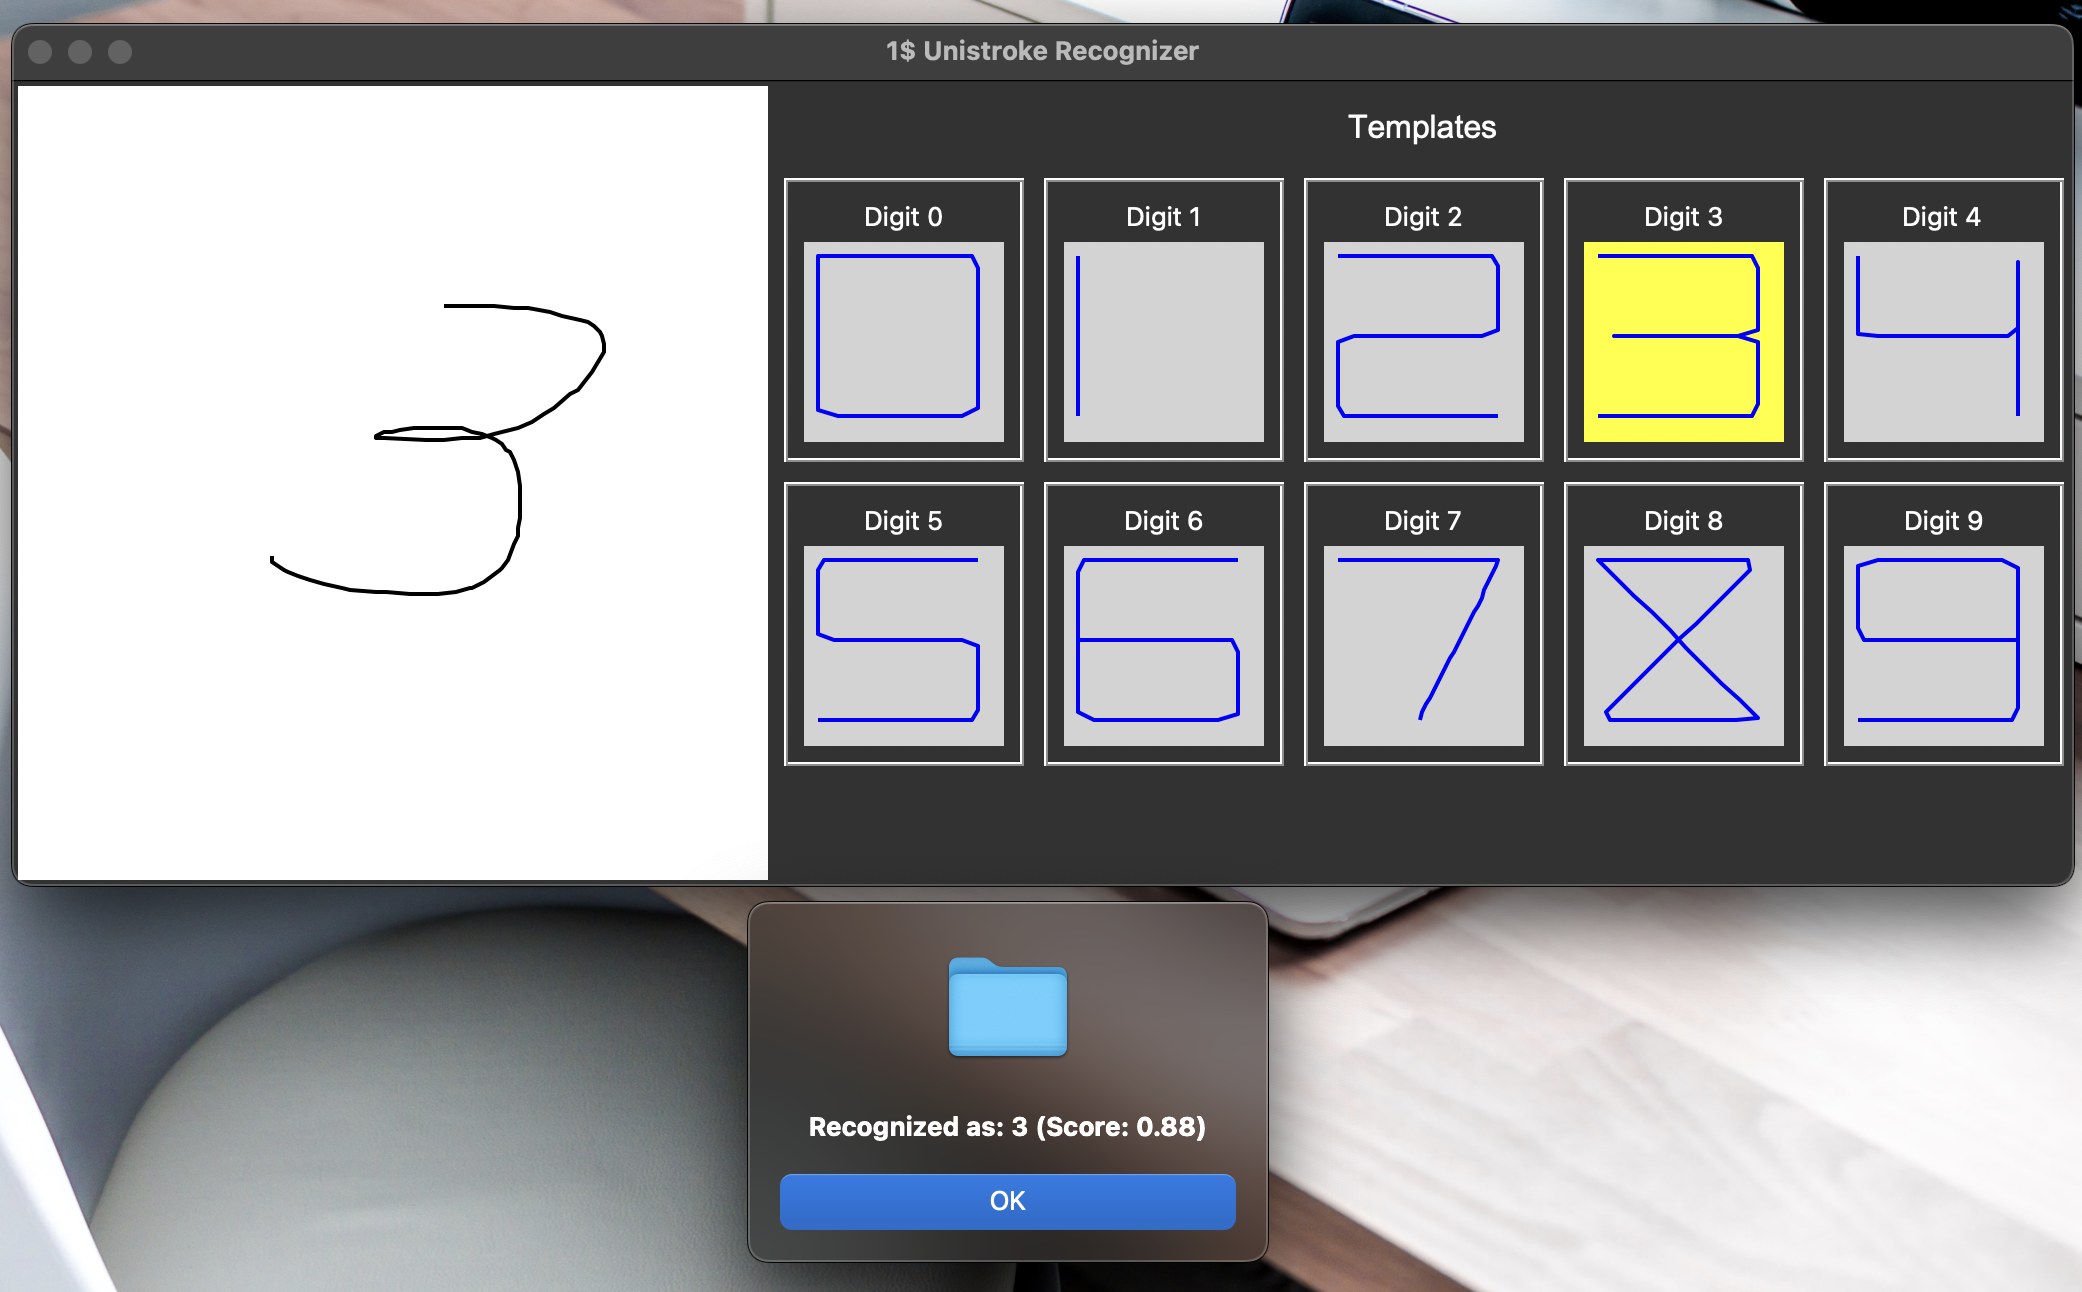 1$ Unistroke Recognizer
Templates
Digit 0
Digit 1
Digit 2
Digit 3
Digit 4
Digit 5
Digit 6
Digit 7
Digit 8
Digit 9
3
Recognized as: 3 (Score: 0.88)
OK